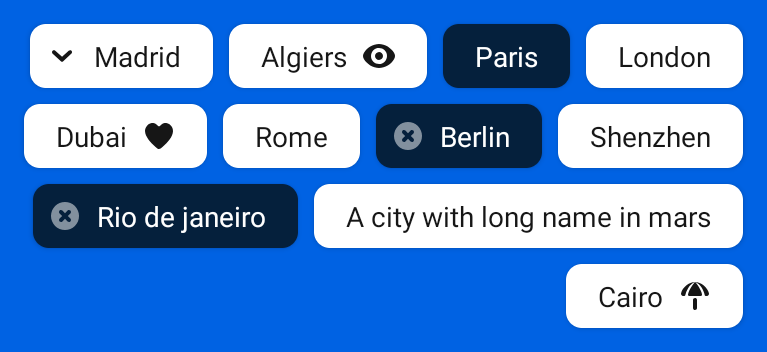 Madrid Algiers Paris London
Dubai Rome Berlin Shenzhen
Rio de janeiro A city with long name in mars
Cairo